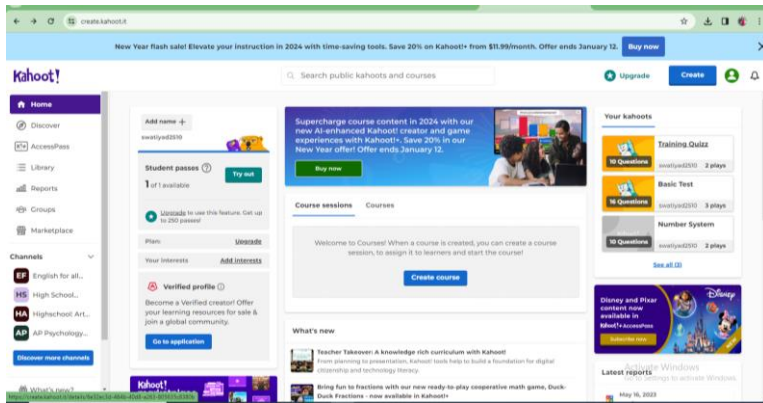 create.kahoot.it
New Year flash sale! Elevate your instruction in 2024 with time-saving tools. Save 20% on Kahoot!+ from $11.99/month. Offer ends January 12.
Buy now
Kahoot!
Search public kahoots and courses
Upgrade
Create
Home
Discover
AccessPass
Library
Reports
Groups
Marketplace
Channels
EF English for all...
HS High School...
HA Highschool Art...
AP AP Psychology...
Discover more channels
What's new?
Add name +
swatiyad2510
Student passes
1 of 1 available
Try out
Upgrade to use this feature. Get up
to 250 passes!
Plan:
Upgrade
Your interests
Add interests
Verified profile
Become a Verified creator! Offer
your learning resources for sale &
join a global community.
Go to application
Kahoot!
Supercharge course content in 2024 with our
new AI-enhanced Kahoot! creator and game
experiences with Kahoot!+. Save 20% in our
New Year offer! Offer ends January 12.
Buy now
Course sessions
Courses
Welcome to Courses! When a course is created, you can create a course
session, to assign it to learners and start the course!
Create course
What's new
Teacher Takeover: A knowledge rich curriculum with Kahoot!
From planning to presentation, Kahoot! tools help to build a foundation for digital
citizenship and technology literacy.
Bring fun to fractions with our new ready-to-play cooperative math game, Duck-
Duck Fractions - now available in Kahoot!+
Your kahoots
10 Questions
Training Quizz
swatiyad2510 2 plays
16 Questions
Basic Test
swatiyad2510 3 plays
10 Questions
Number System
swatiyad2510 2 plays
See all (3)
Disney and Pixar
content now
available in
Kahoot!+ AccessPass
Subscribe now
Disney
Latest reports
May 16, 2023
Activate Windows
Go to Settings to activate Windows.